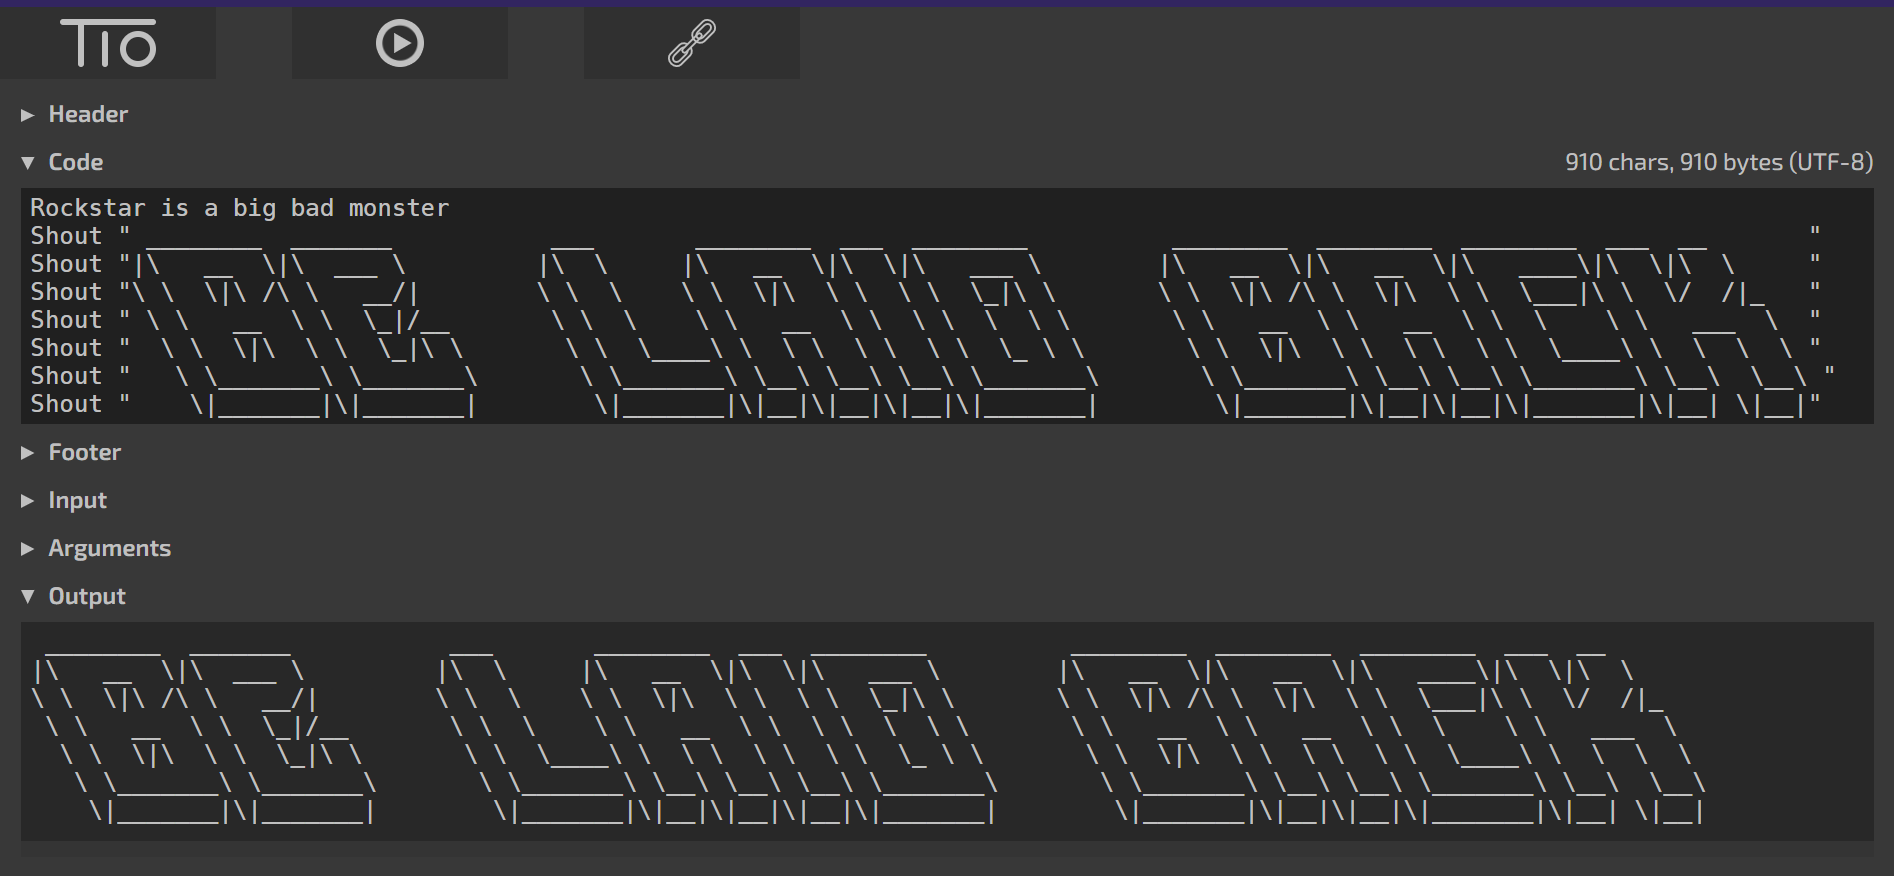 TIO
Header
Code
910 chars, 910 bytes (UTF-8)
Rockstar is a big bad monster
Shout " ________  _______           ___       ________  ___  ________          ________  ________  ________  ___  __       "
Shout "|\   __  \|\  ___ \         |\  \     |\   __  \|\  \|\   ___ \        |\   __  \|\   __  \|\   ____\|\  \|\  \     "
Shout "\ \  \|\ /\ \   __/|        \ \  \    \ \  \|\  \ \  \ \  \_|\ \       \ \  \|\ /\ \  \|\  \ \  \___|\ \  \/  /|_   "
Shout " \ \   __  \ \  \_|/__       \ \  \    \ \   __  \ \  \ \  \  \ \       \ \   __  \ \   __  \ \  \    \ \   ___  \  "
Shout "  \ \  \|\  \ \  \_|\ \       \ \  \____\ \  \ \  \ \  \ \  \_ \ \       \ \  \|\  \ \  \ \  \ \  \____\ \  \  \  \ "
Shout "   \ \_______\ \_______\       \ \_______\ \__\ \__\ \__\ \_______\       \ \_______\ \__\ \__\ \_______\ \__\  \__\ "
Shout "    \|_______|\|_______|        \|_______|\|__|\|__|\|__|\|_______|        \|_______|\|__|\|__|\|_______|\|__| \|__|"
Footer
Input
Arguments
Output
 ________  _______           ___       ________  ___  ________          ________  ________  ________  ___  __
|\   __  \|\  ___ \         |\  \     |\   __  \|\  \|\   ___ \        |\   __  \|\   __  \|\   ____\|\  \|\  \
\ \  \|\ /\ \   __/|        \ \  \    \ \  \|\  \ \  \ \  \_|\ \       \ \  \|\ /\ \  \|\  \ \  \___|\ \  \/  /|_
 \ \   __  \ \  \_|/__       \ \  \    \ \   __  \ \  \ \  \  \ \       \ \   __  \ \   __  \ \  \    \ \   ___  \
  \ \  \|\  \ \  \_|\ \       \ \  \____\ \  \ \  \ \  \ \  \_ \ \       \ \  \|\  \ \  \ \  \ \  \____\ \  \  \  \
   \ \_______\ \_______\       \ \_______\ \__\ \__\ \__\ \_______\       \ \_______\ \__\ \__\ \_______\ \__\  \__\
    \|_______|\|_______|        \|_______|\|__|\|__|\|__|\|_______|        \|_______|\|__|\|__|\|_______|\|__| \|__|